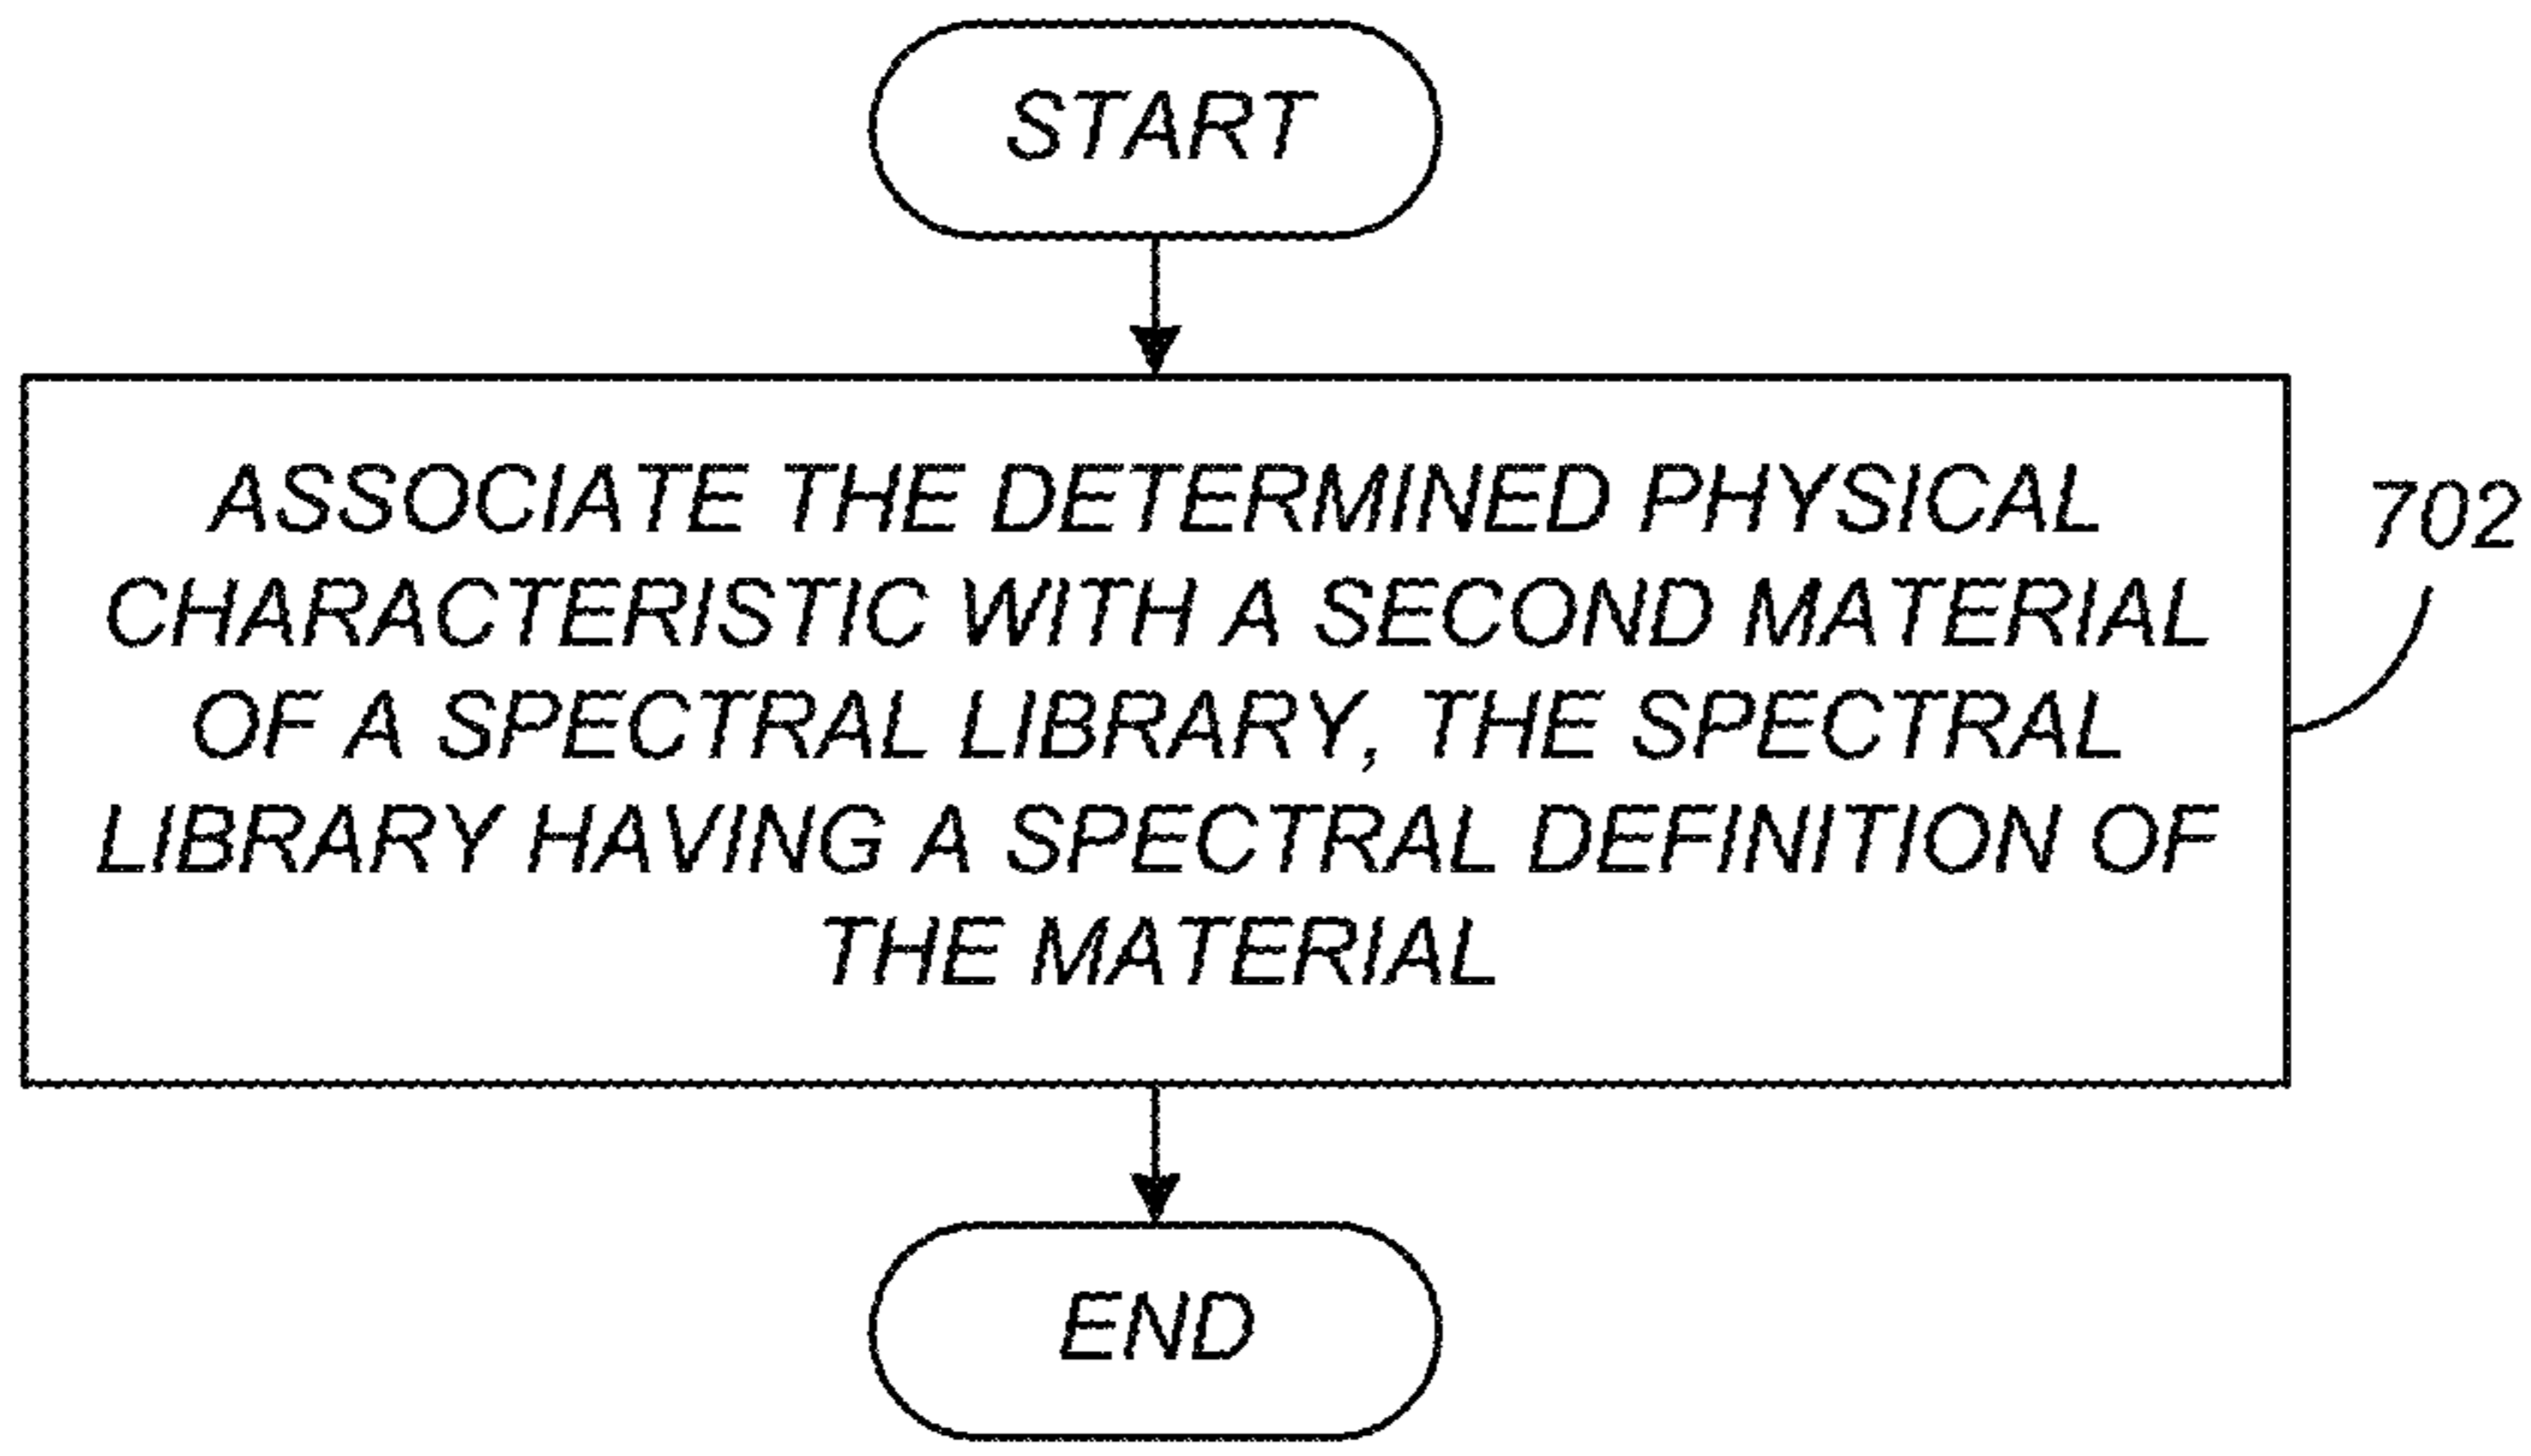 START
ASSOCIATE THE DETERMINED PHYSICAL
CHARACTERISTIC WITH A SECOND MATERIAL
OF A SPECTRAL LIBRARY, THE SPECTRAL
LIBRARY HAVING A SPECTRAL DEFINITION OF
THE MATERIAL
702
END